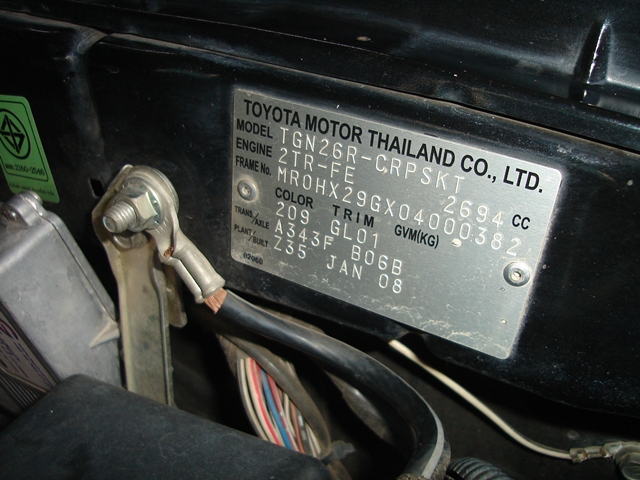 TOYOTA MOTOR THAILAND CO., LTD.
MODEL TGN26R-CRPSKT
ENGINE 2TR-FE 2694 CC
FRAME No. MR0HX29GX04000382
COLOR TRIM GVM(KG)
209 GL01
TRANS/AXLE A343F B06B
PLANT/BUILT Z35 JAN 08
02060